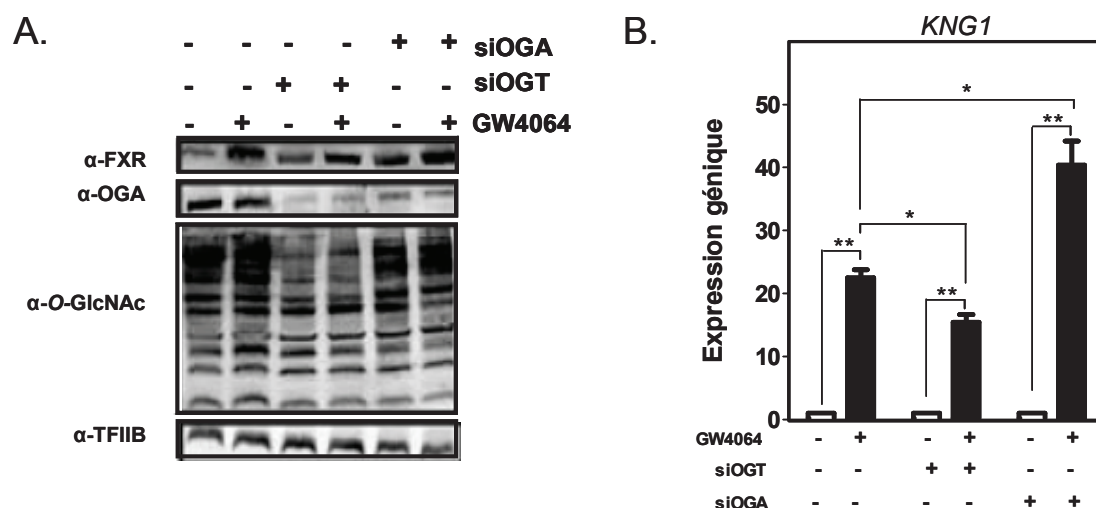 A.
- - - - + + siOGA
- - + + - - siOGT
- + - + - + GW4064
α-FXR
α-OGA
α-O-GlcNAc
α-TFIIB
B.
KNG1
Expression génique
50
40
30
20
10
0
*
**
*
**
**
GW4064 - + - + - +
siOGT - - + + - -
siOGA - - - - + +